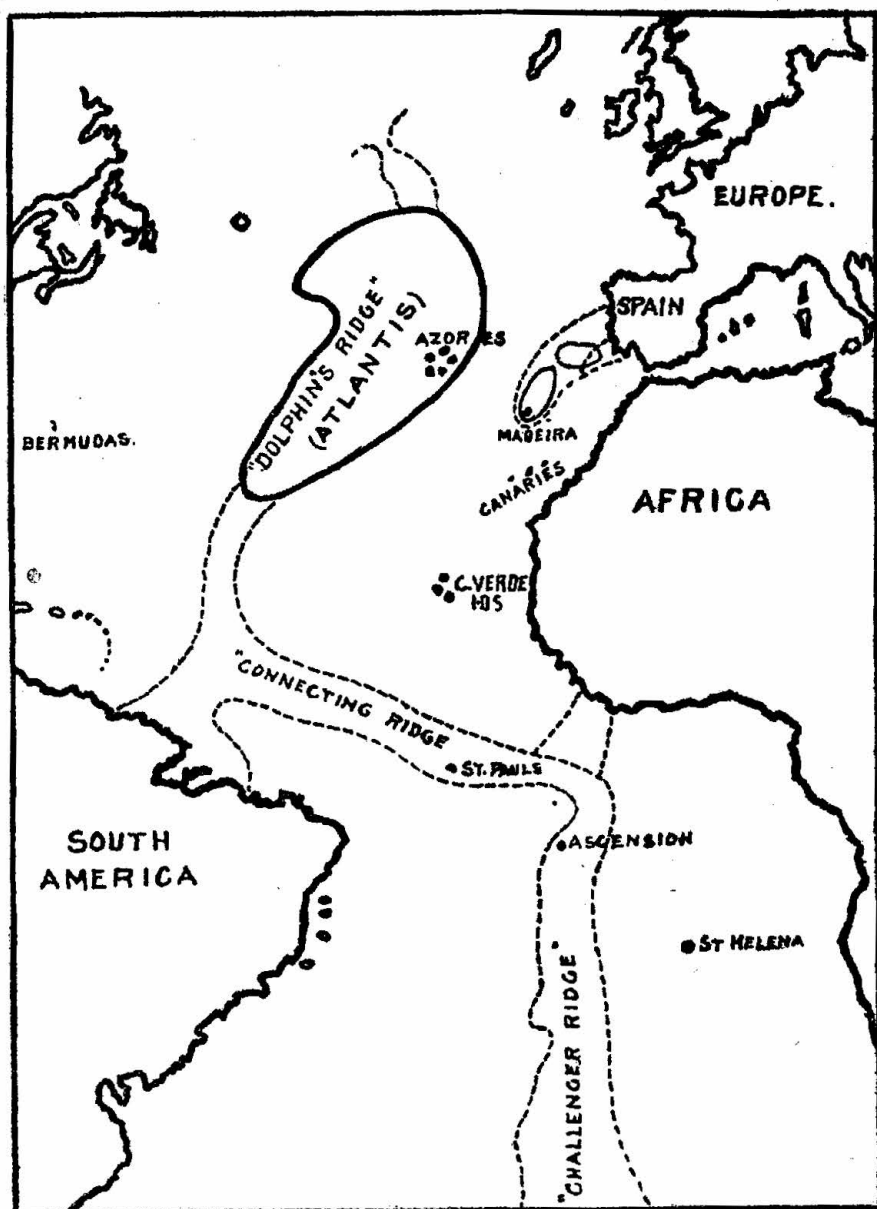 EUROPE.
SPAIN
"DOLPHIN'S RIDGE"
(ATLANTIS)
AZORES
MADEIRA
BERMUDAS.
CANARIES
AFRICA
C. VERDE
IDS
"CONNECTING RIDGE
ST. PAULS
SOUTH
AMERICA
ASCENSION
ST HELENA
"CHALLENGER RIDGE"